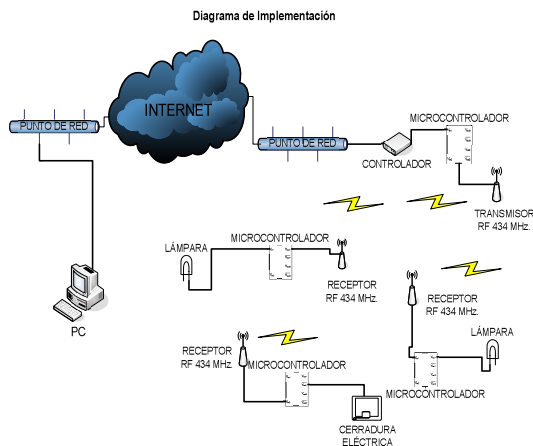 Diagrama de Implementación
INTERNET
PUNTO DE RED
PUNTO DE RED
MICROCONTROLADOR
CONTROLADOR
TRANSMISOR
RF 434 MHz.
LÁMPARA
MICROCONTROLADOR
RECEPTOR
RF 434 MHz.
RECEPTOR
RF 434 MHz.
PC
LÁMPARA
RECEPTOR
RF 434 MHz.
MICROCONTROLADOR
MICROCONTROLADOR
CERRADURA
ELÉCTRICA